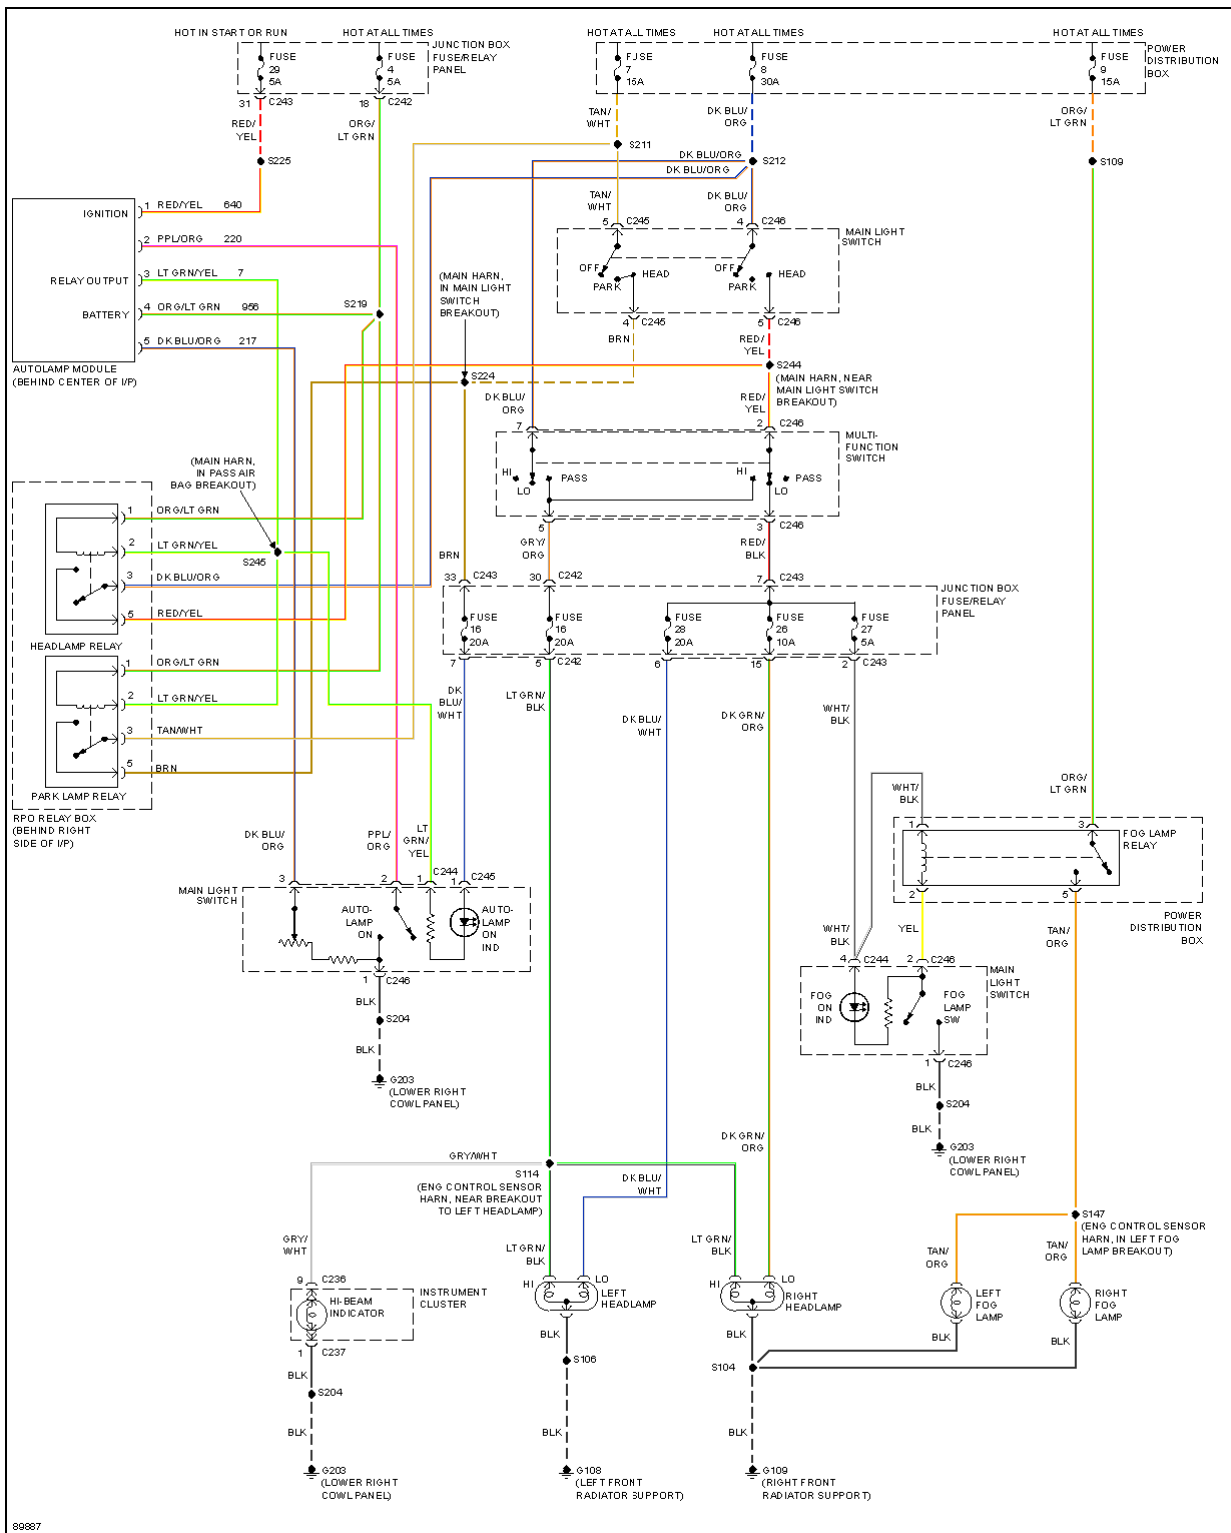 HOT IN START OR RUN
HOT AT ALL TIMES
HOT AT ALL TIMES
HOT AT ALL TIMES
HOT AT ALL TIMES
FUSE
29
5A
FUSE
4
5A
JUNCTION BOX
FUSE/RELAY
PANEL
FUSE
7
15A
FUSE
8
30A
FUSE
9
15A
POWER
DISTRIBUTION
BOX
31
C243
18
C242
RED/
YEL
ORG/
LT GRN
TAN/
WHT
DK BLU/
ORG
ORG/
LT GRN
S225
S211
DK BLU/ORG
S212
DK BLU/ORG
S109
IGNITION
RELAY OUTPUT
BATTERY
1
RED/YEL
640
2
PPL/ORG
220
3
LT GRN/YEL
7
4
ORG/LT GRN
956
5
DK BLU/ORG
217
AUTOLAMP MODULE
(BEHIND CENTER OF I/P)
S219
TAN/
WHT
DK BLU/
ORG
5
C245
4
C246
MAIN LIGHT
SWITCH
OFF
PARK
HEAD
OFF
PARK
HEAD
(MAIN HARN,
IN MAIN LIGHT
SWITCH
BREAKOUT)
4
C245
5
C246
BRN
RED/
YEL
S224
S244
(MAIN HARN, NEAR
MAIN LIGHT SWITCH
BREAKOUT)
DK BLU/
ORG
RED/
YEL
7
2
C246
MULTI-
FUNCTION
SWITCH
HI
LO
PASS
HI
LO
PASS
5
3
C246
GRY/
ORG
RED/
BLK
(MAIN HARN,
IN PASS AIR
BAG BREAKOUT)
1
ORG/LT GRN
2
LT GRN/YEL
S245
3
DK BLU/ORG
5
RED/YEL
HEADLAMP RELAY
1
ORG/LT GRN
2
LT GRN/YEL
3
TAN/WHT
5
BRN
PARK LAMP RELAY
RPO RELAY BOX
(BEHIND RIGHT
SIDE OF I/P)
BRN
33
C243
30
C242
7
C243
JUNCTION BOX
FUSE/RELAY
PANEL
FUSE
16
20A
FUSE
16
20A
FUSE
28
20A
FUSE
26
10A
FUSE
27
5A
7
5
C242
6
15
2
C243
DK
BLU/
WHT
LT GRN/
BLK
DK BLU/
WHT
DK GRN/
ORG
WHT/
BLK
WHT/
BLK
ORG/
LT GRN
1
3
FOG LAMP
RELAY
2
5
POWER
DISTRIBUTION
BOX
DK BLU/
ORG
PPL/
ORG
LT
GRN/
YEL
MAIN LIGHT
SWITCH
3
2
1
C244
1
C245
AUTO-
LAMP
ON
AUTO-
LAMP
ON
IND
1
C246
BLK
S204
BLK
G203
(LOWER RIGHT
COWL PANEL)
WHT/
BLK
YEL
TAN/
ORG
4
C244
2
C246
MAIN
LIGHT
SWITCH
FOG
ON
IND
FOG
LAMP
SW
1
C246
BLK
S204
BLK
G203
(LOWER RIGHT
COWL PANEL)
GRY/WHT
S114
(ENG CONTROL SENSOR
HARN, NEAR BREAKOUT
TO LEFT HEADLAMP)
DK BLU/
WHT
DK GRN/
ORG
S147
(ENG CONTROL SENSOR
HARN, IN LEFT FOG
LAMP BREAKOUT)
GRY/
WHT
LT GRN/
BLK
LT GRN/
BLK
TAN/
ORG
TAN/
ORG
9
C236
HI-BEAM
INDICATOR
INSTRUMENT
CLUSTER
1
C237
BLK
S204
BLK
G203
(LOWER RIGHT
COWL PANEL)
HI
LO
LEFT
HEADLAMP
BLK
S106
BLK
G108
(LEFT FRONT
RADIATOR SUPPORT)
HI
LO
RIGHT
HEADLAMP
BLK
S104
BLK
G109
(RIGHT FRONT
RADIATOR SUPPORT)
LEFT
FOG
LAMP
BLK
RIGHT
FOG
LAMP
BLK
89887